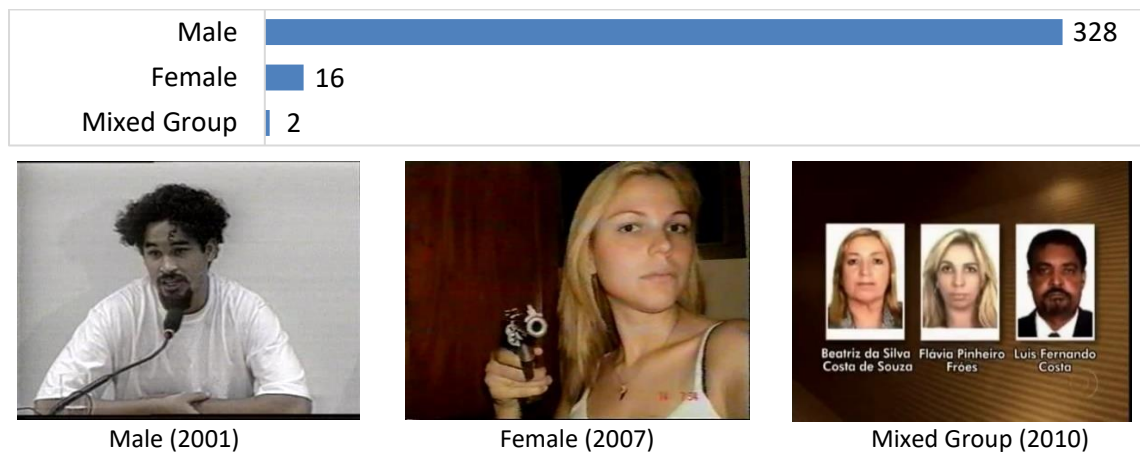 Male 328
Female 16
Mixed Group 2
Beatriz da Silva Costa de Souza
Flávia Pinheiro Fróes
Luis Fernando Costa
Male (2001)
Female (2007)
Mixed Group (2010)